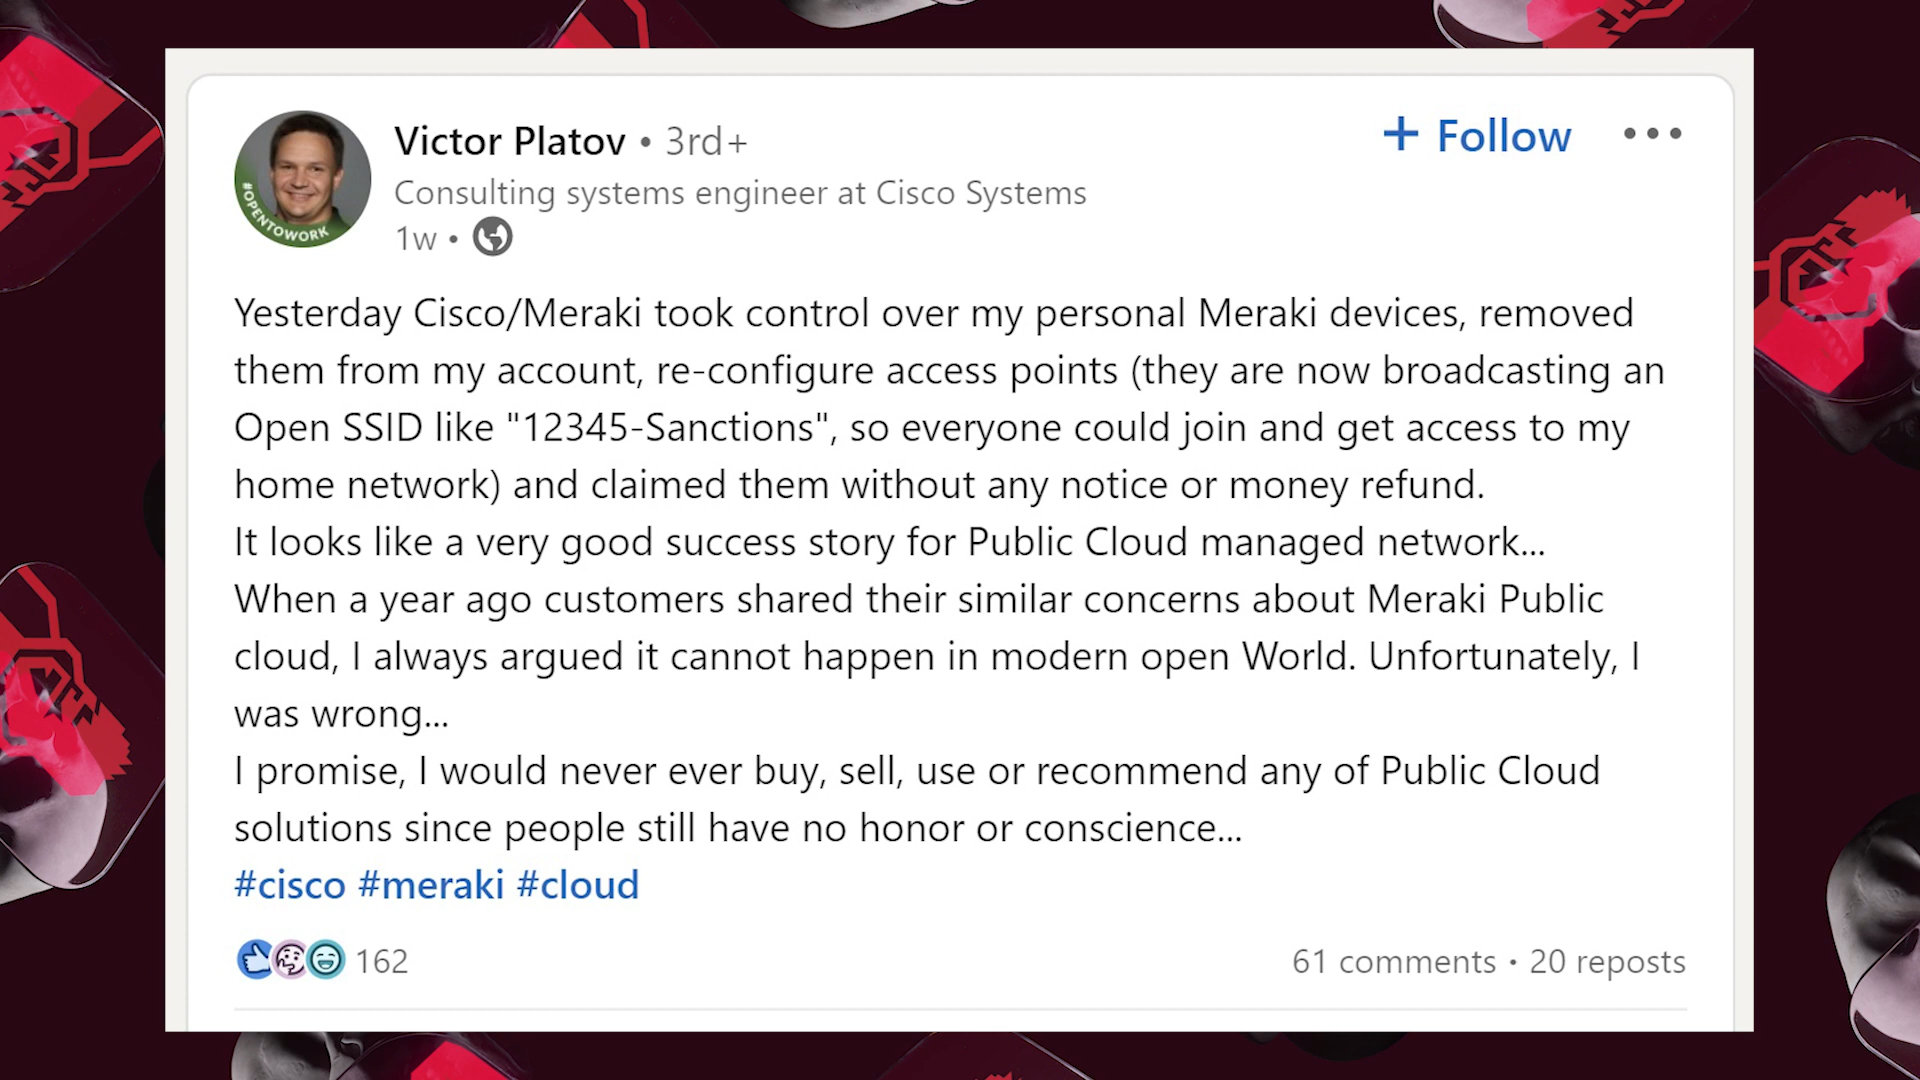 Victor Platov • 3rd+
+ Follow
Consulting systems engineer at Cisco Systems
1w •
#OPENTOWORK
Yesterday Cisco/Meraki took control over my personal Meraki devices, removed
them from my account, re-configure access points (they are now broadcasting an
Open SSID like "12345-Sanctions", so everyone could join and get access to my
home network) and claimed them without any notice or money refund.
It looks like a very good success story for Public Cloud managed network...
When a year ago customers shared their similar concerns about Meraki Public
cloud, I always argued it cannot happen in modern open World. Unfortunately, I
was wrong...
I promise, I would never ever buy, sell, use or recommend any of Public Cloud
solutions since people still have no honor or conscience...
#cisco #meraki #cloud
162
61 comments • 20 reposts